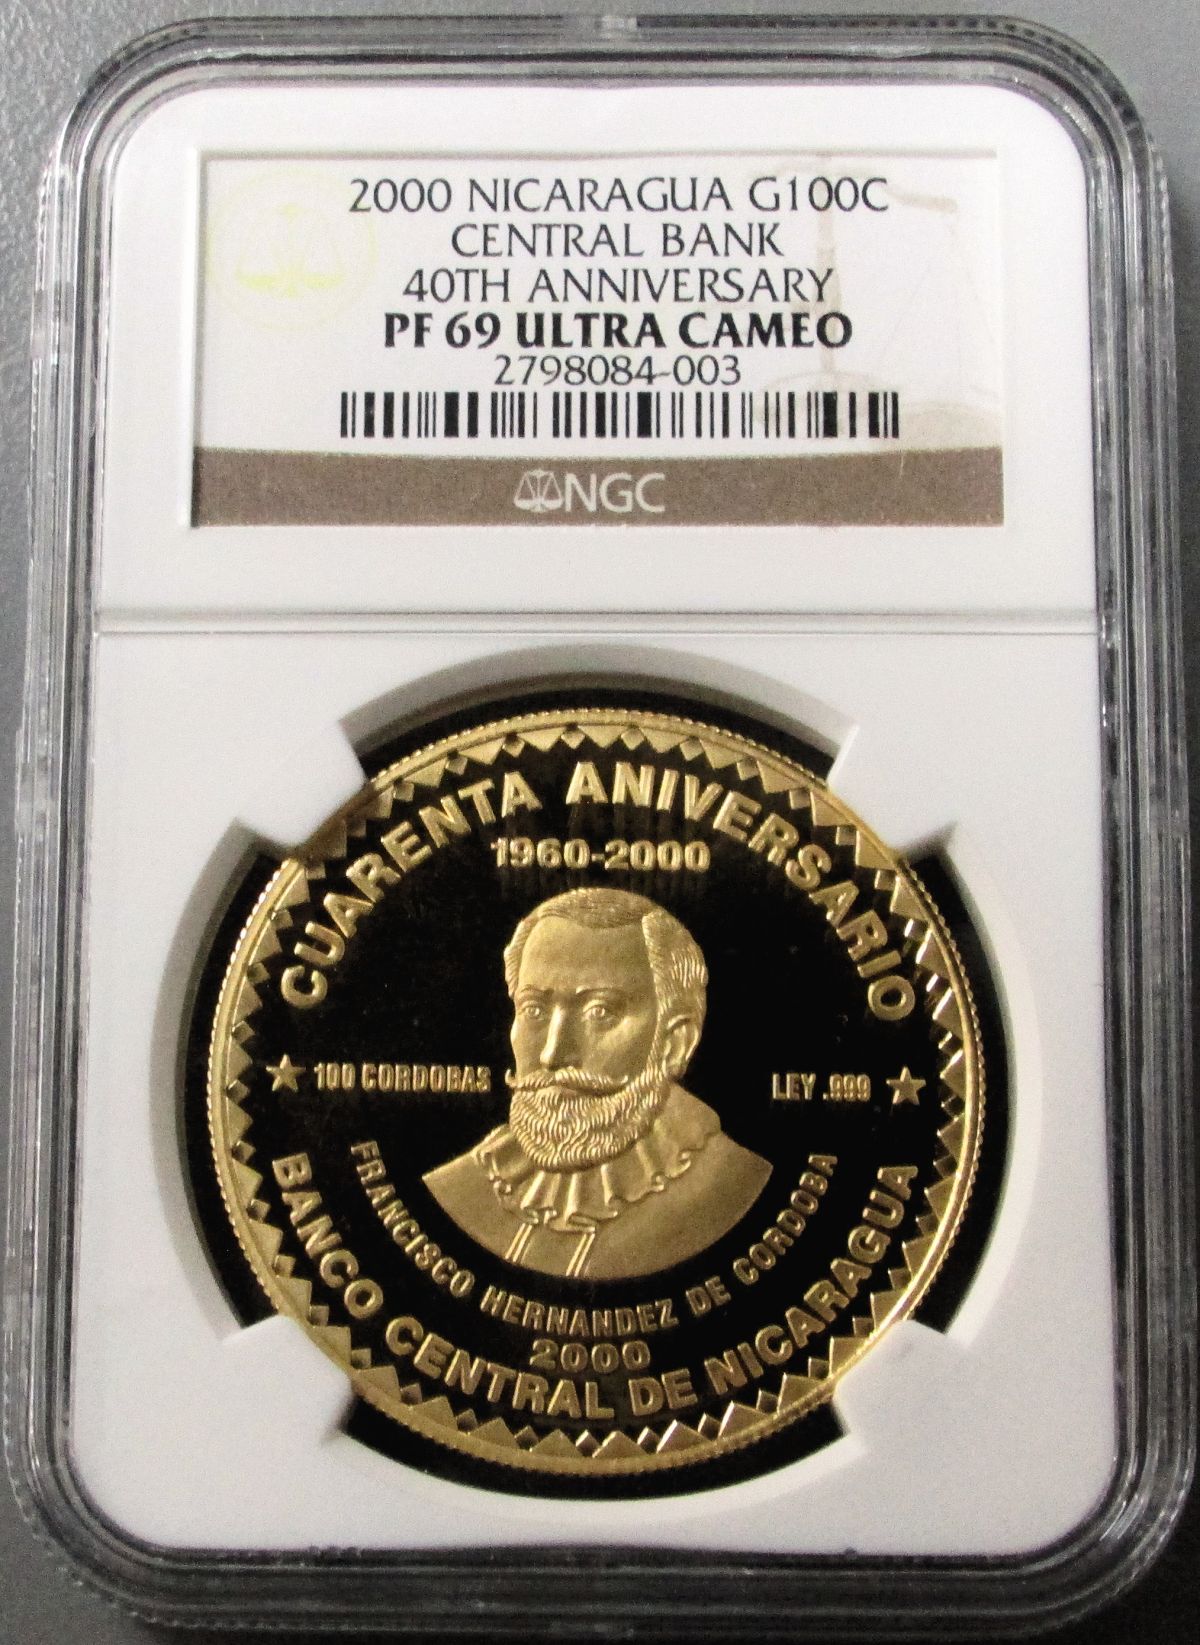 2000 NICARAGUA G100C
CENTRAL BANK
40TH ANNIVERSARY
PF 69 ULTRA CAMEO
2798084-003
NGC
CUARENTA ANIVERSARIO
1960-2000
★ 100 CORDOBAS
LEY .999 ★
FRANCISCO HERNANDEZ DE CORDOBA
2000
BANCO CENTRAL DE NICARAGUA